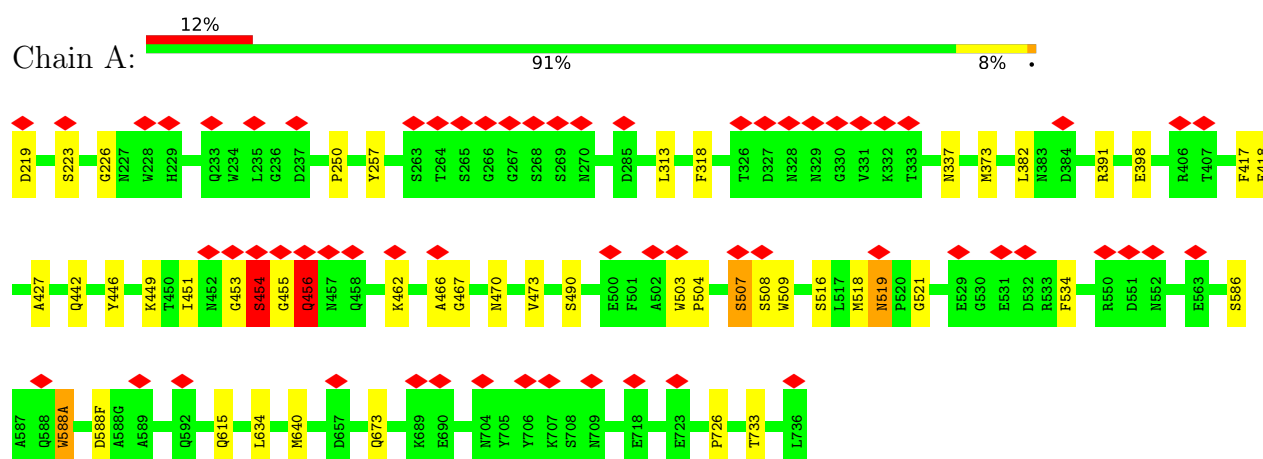 12%
Chain A:
91% 8% •
D219 S223 G226 N227 W228 H229 Q233 W234 L235 G236 D237 P250 Y257 S263 T264 S265 G266 G267 S268 S269 N270 D285 L313 F318 T326 D327 N328 N329 G330 V331 K332 T333 N337 M373 L382 N383 D384 R391 E398 R406 T407 F417
A427 Q442 Y446 K449 T450 I451 N452 G453 S454 G455 Q456 N457 Q458 K462 A466 G467 N470 V473 S490 E500 F501 A502 W503 P504 S507 S508 W509 S516 L517 M518 N519 P520 G521 E529 G530 E531 D532 R533 F534 R550 D551 N552 E563 S586
A587 Q588 W588A D588F A588G A589 Q592 Q615 L634 M640 D657 Q673 K689 E690 N704 Y705 Y706 K707 S708 N709 E718 E723 P726 T733 L736